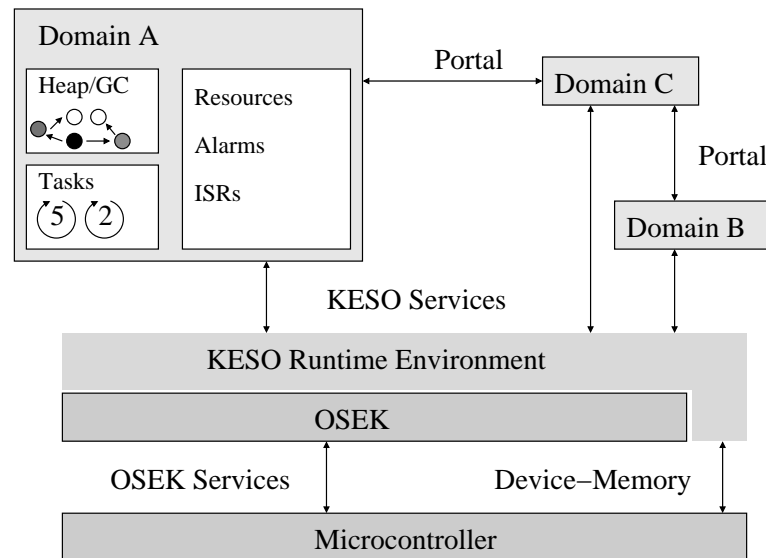 Domain A
Heap/GC
Tasks
5 2
Resources
Alarms
ISRs
Portal
Domain C
Portal
Domain B
KESO Services
KESO Runtime Environment
OSEK
OSEK Services
Device−Memory
Microcontroller